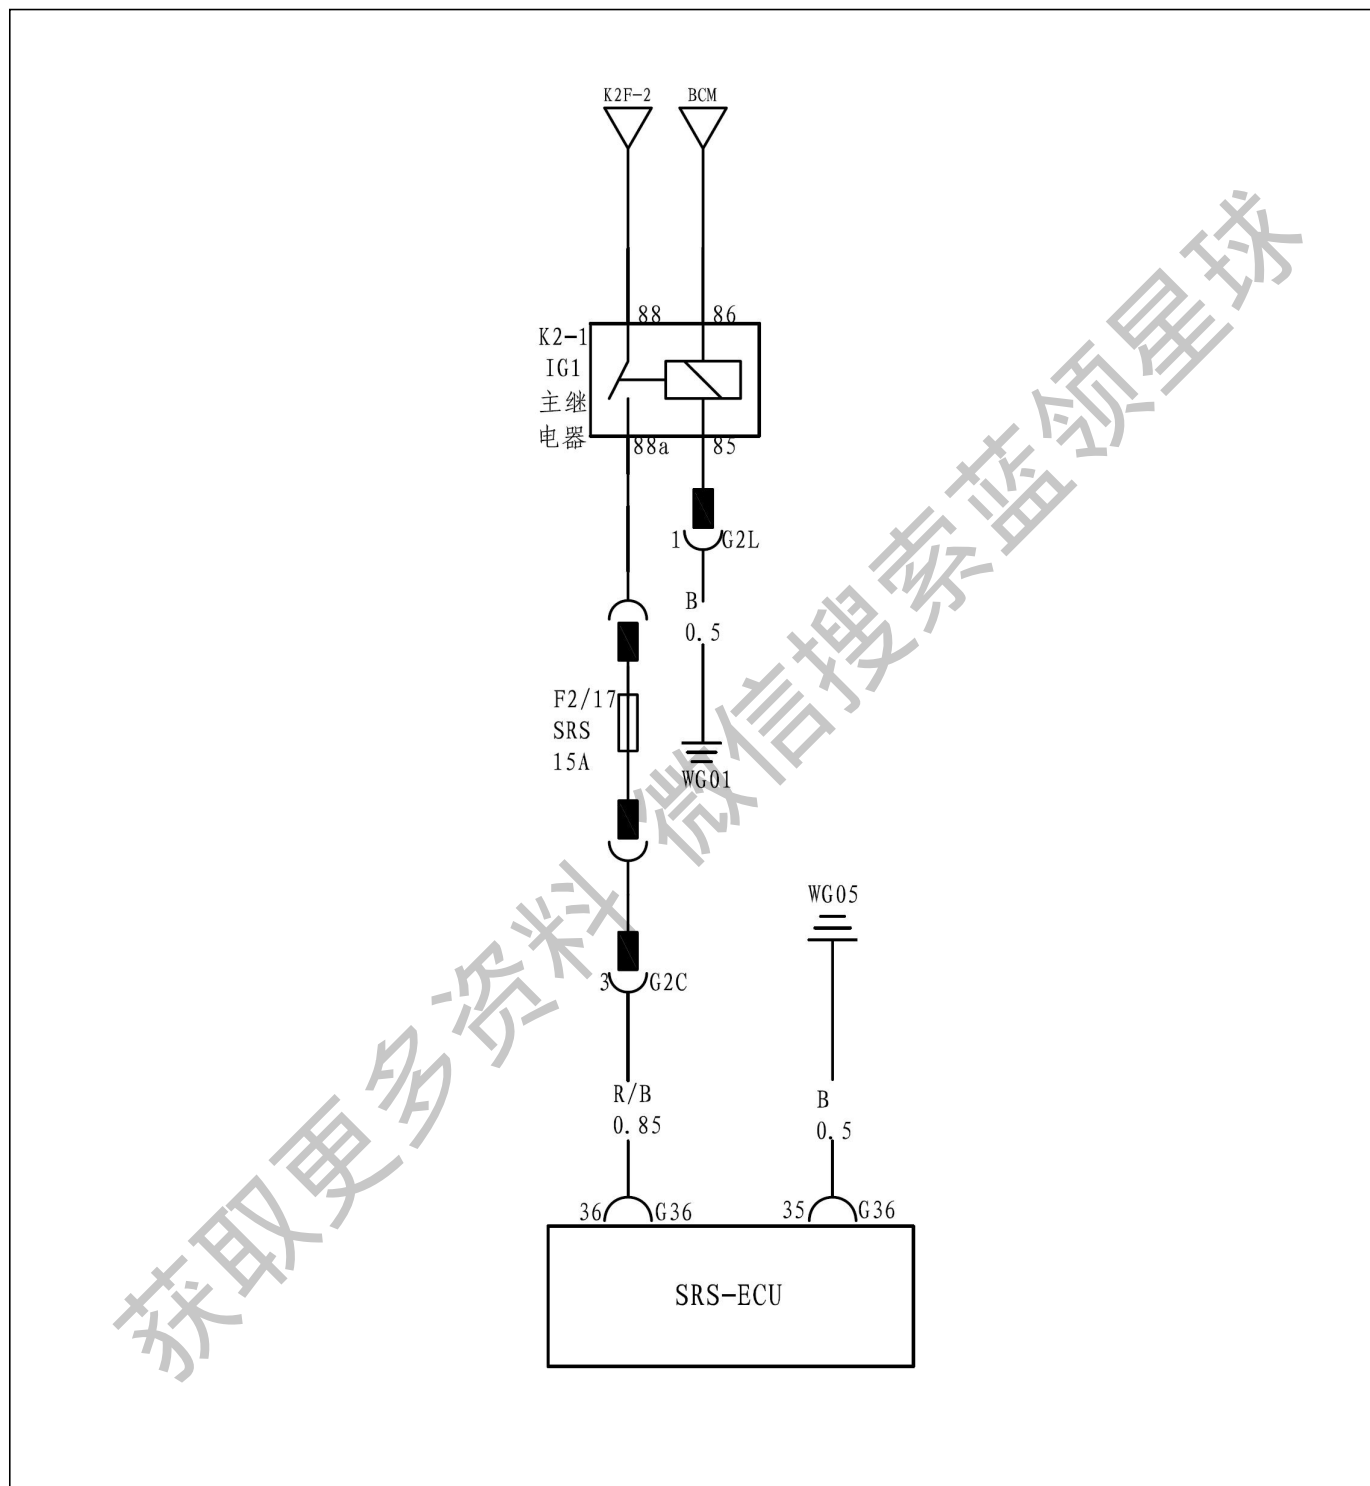 K2F-2
BCM
88
86
K2-1
IG1
主继
电器
88a
85
1
G2L
B
0.5
F2/17
SRS
15A
WG01
WG05
3
G2C
R/B
0.85
B
0.5
36
G36
35
G36
SRS-ECU
获取更多资料 微信搜索蓝领星球